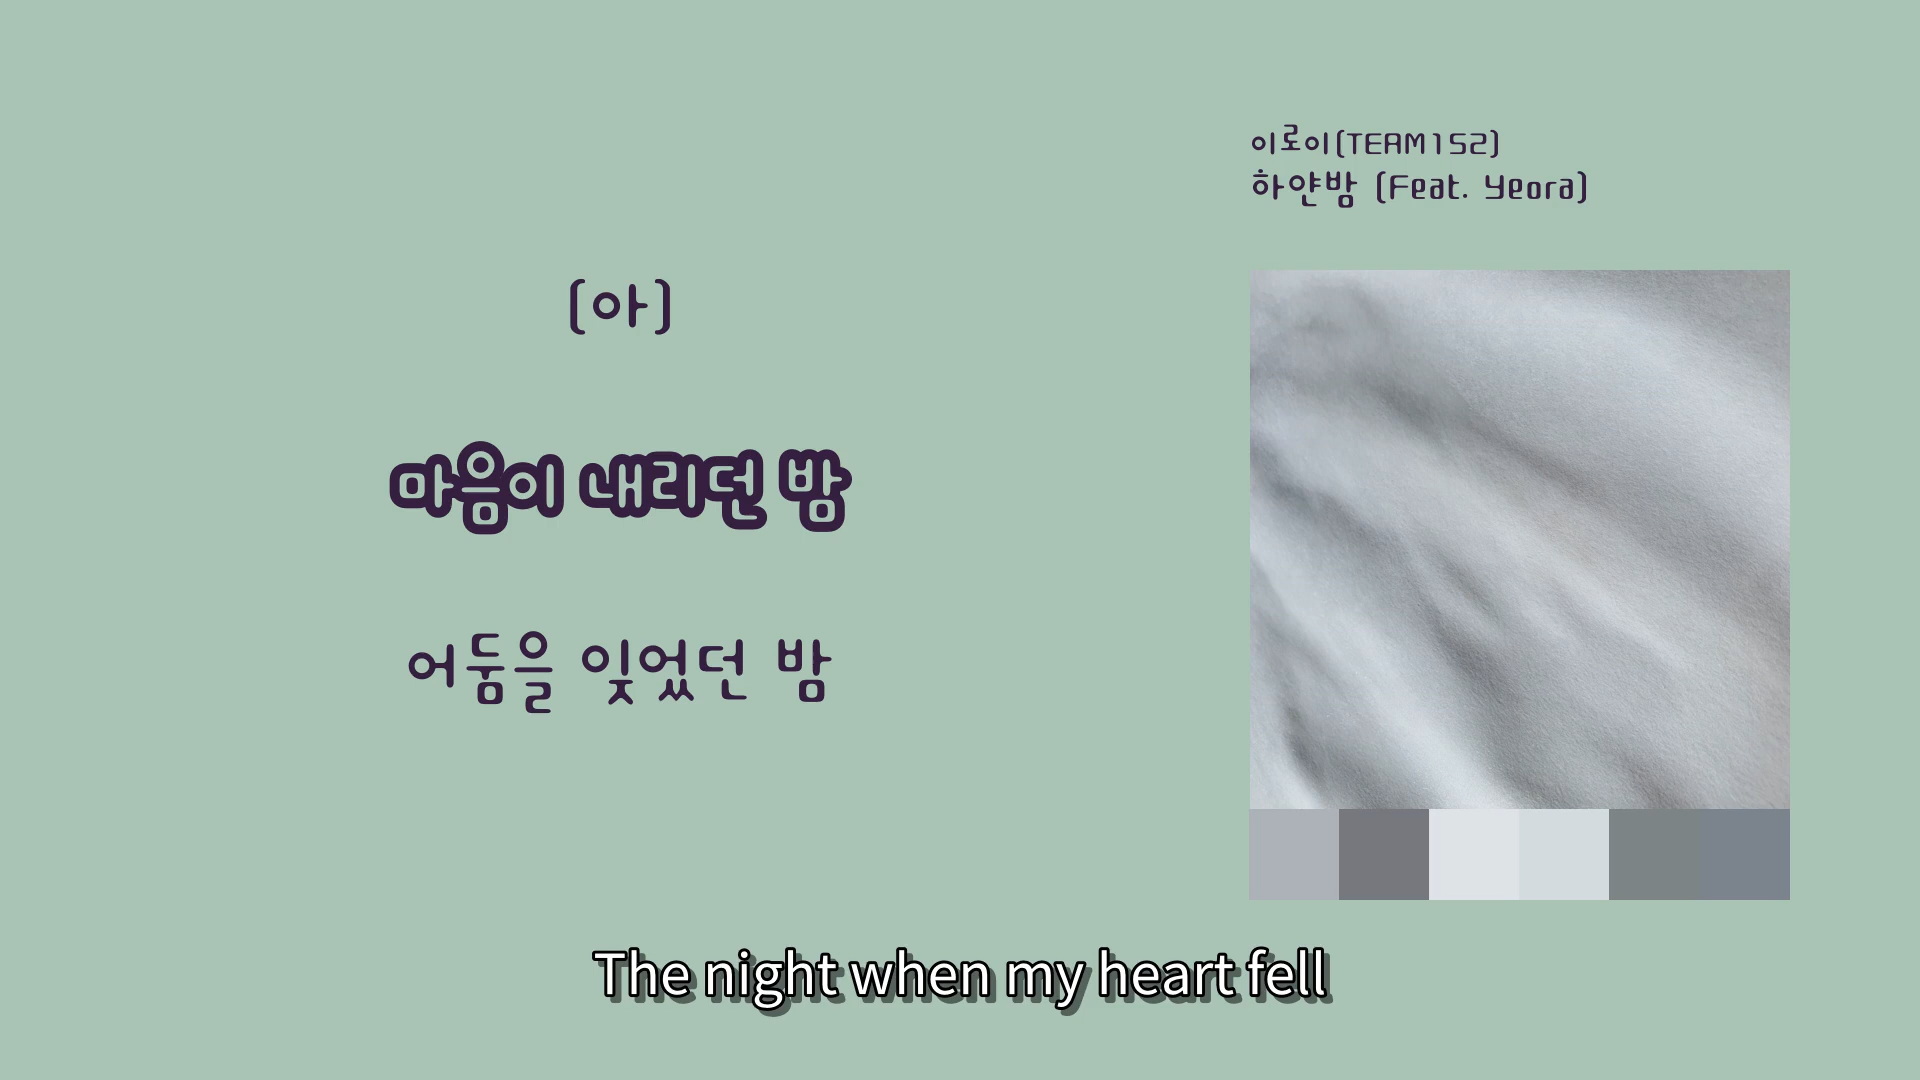 이로이(TEAM152)
하얀밤 (Feat. Yeora)
(아)
마음이 내리던 밤
어둠을 잊었던 밤
The night when my heart fell